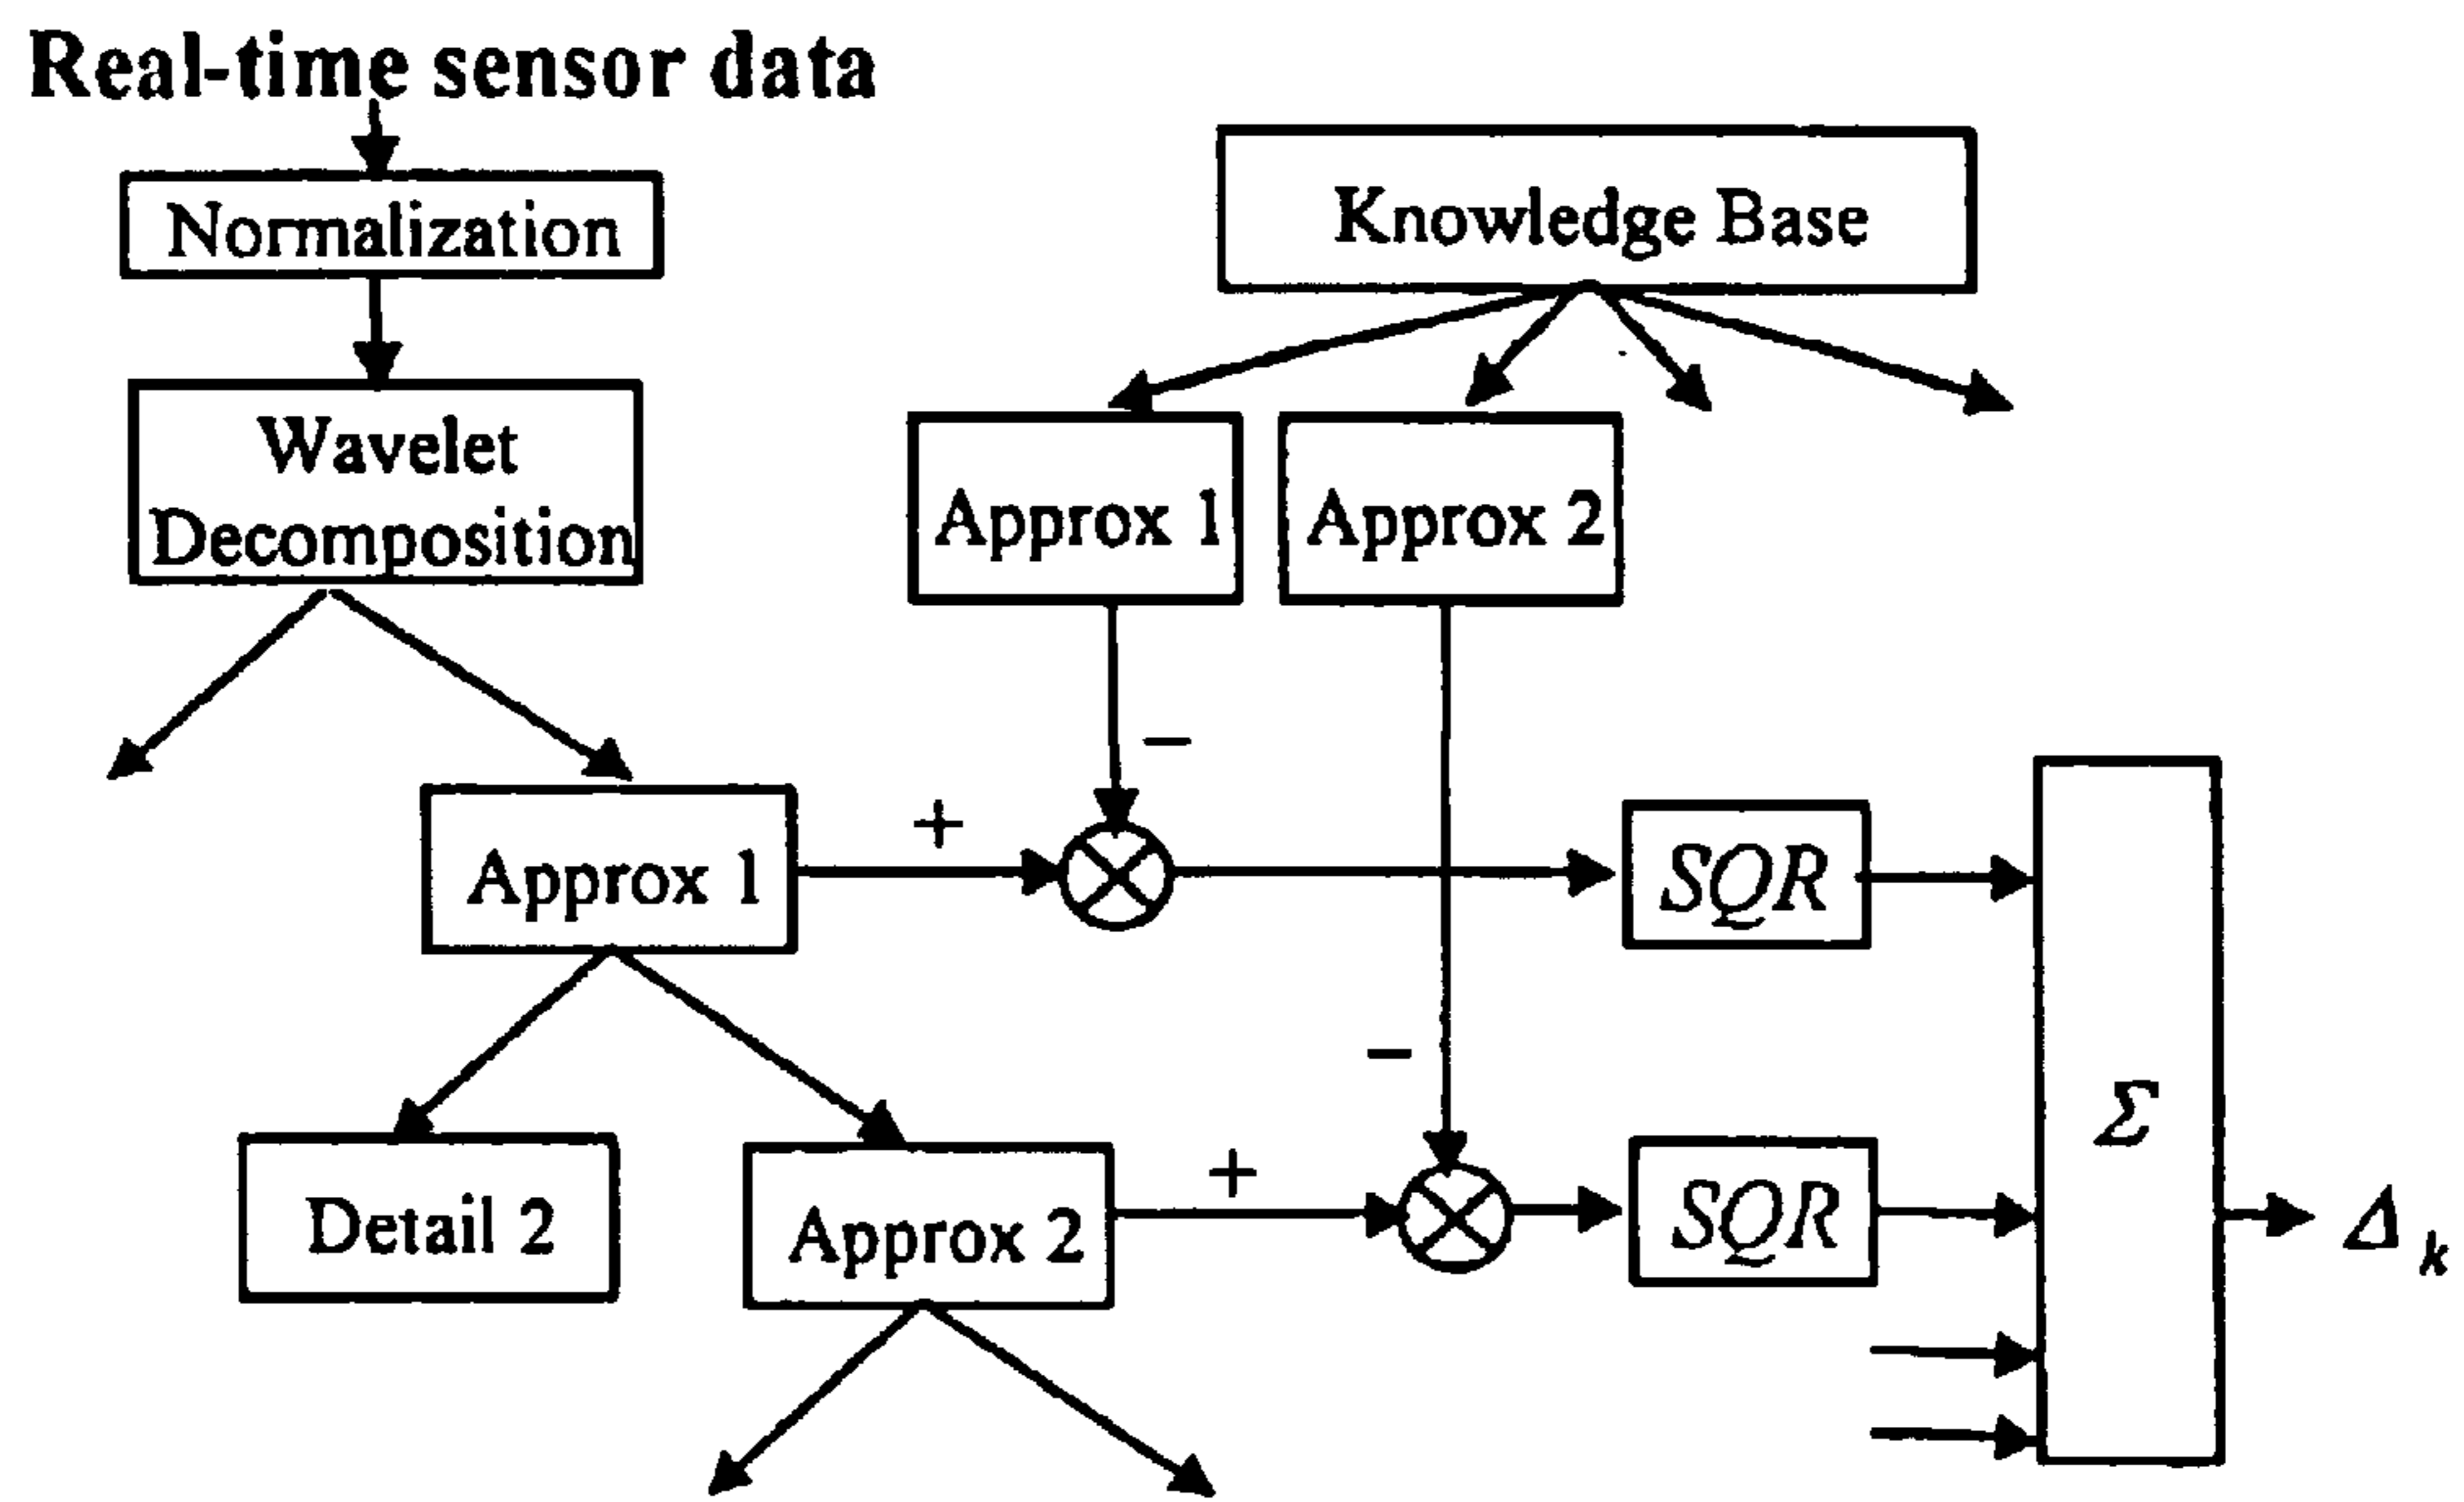 Real-time sensor data
Normalization
Knowledge Base
Wavelet
Decomposition
Approx 1
Approx 2
−
Approx 1
+
SQR
Σ
−
Detail 2
Approx 2
+
SQR
Δ k